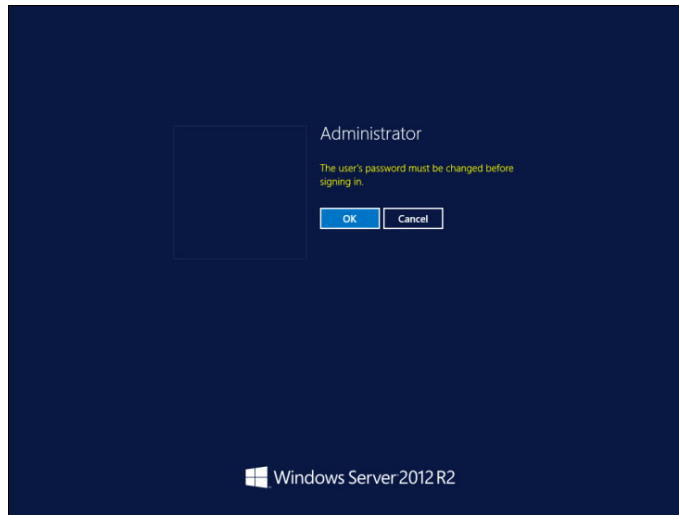 Administrator
The user's password must be changed before
signing in.
OK Cancel
Windows Server 2012 R2